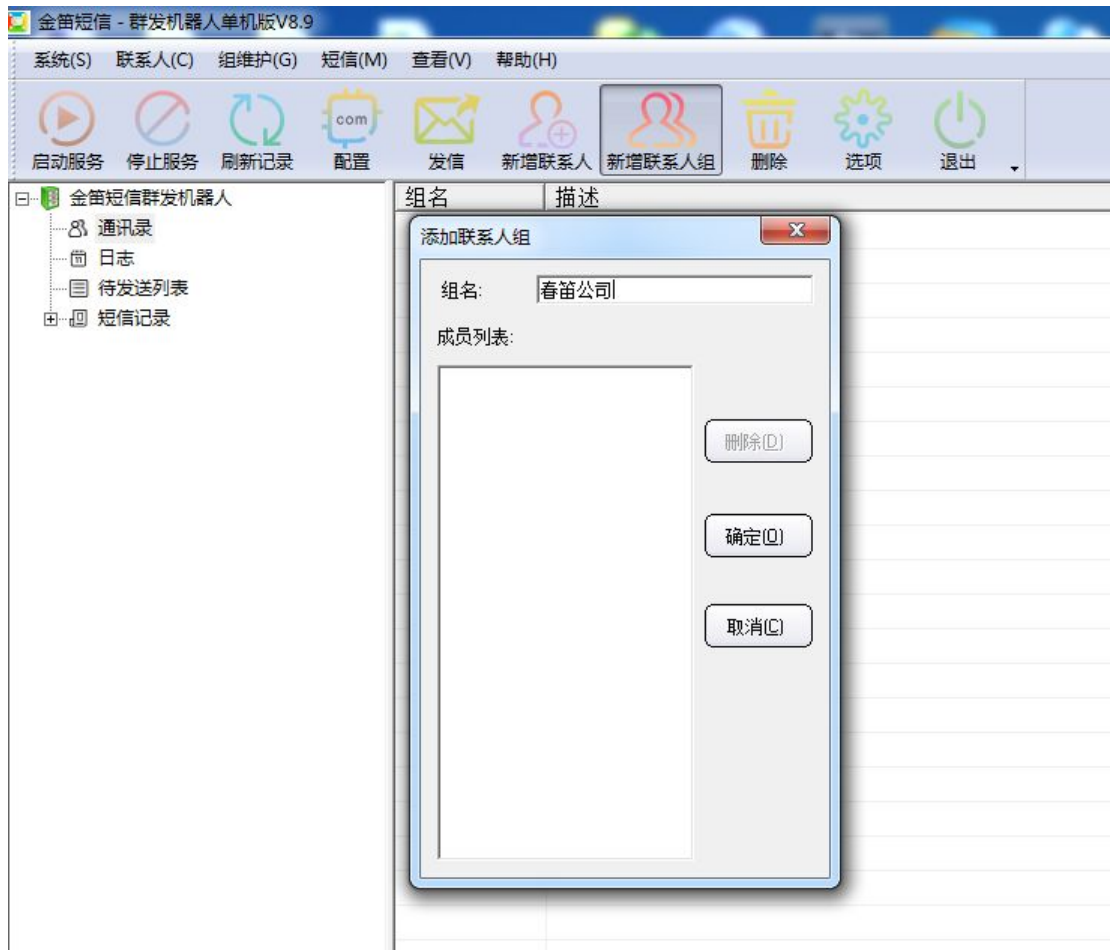 金笛短信 - 群发机器人单机版V8.9
系统(S) 联系人(C) 组维护(G) 短信(M) 查看(V) 帮助(H)
com
启动服务 停止服务 刷新记录 配置 发信 新增联系人 新增联系人组 删除 选项 退出
金笛短信群发机器人
通讯录
日志
待发送列表
短信记录
组名 描述
添加联系人组
组名: 春笛公司
成员列表:
删除(D)
确定(O)
取消(C)